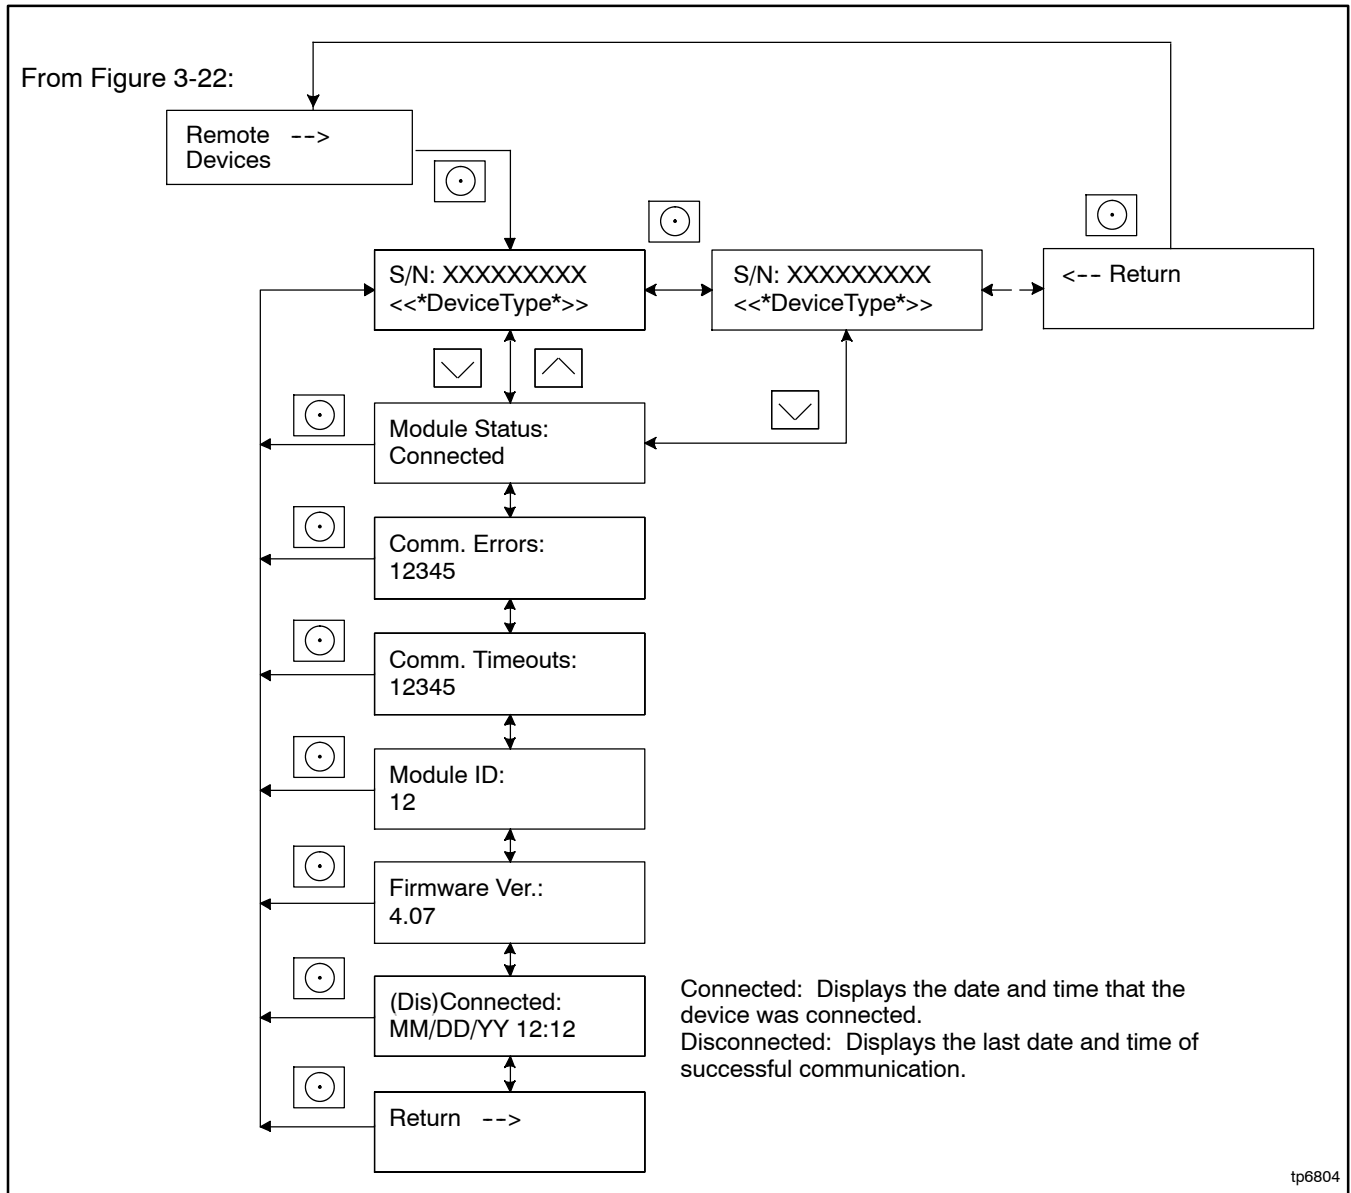 From Figure 3-22:
Remote -->
Devices
S/N: XXXXXXXXX
<<*DeviceType*>>
S/N: XXXXXXXXX
<<*DeviceType*>>
<-- Return
Module Status:
Connected
Comm. Errors:
12345
Comm. Timeouts:
12345
Module ID:
12
Firmware Ver.:
4.07
(Dis)Connected:
MM/DD/YY 12:12
Connected: Displays the date and time that the
device was connected.
Disconnected: Displays the last date and time of
successful communication.
Return -->
tp6804